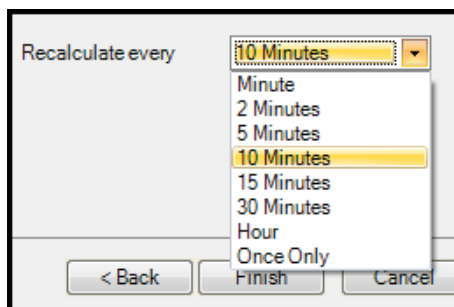 Recalculate every 10 Minutes
Minute
2 Minutes
5 Minutes
10 Minutes
15 Minutes
30 Minutes
Hour
Once Only
< Back Finish Cancel